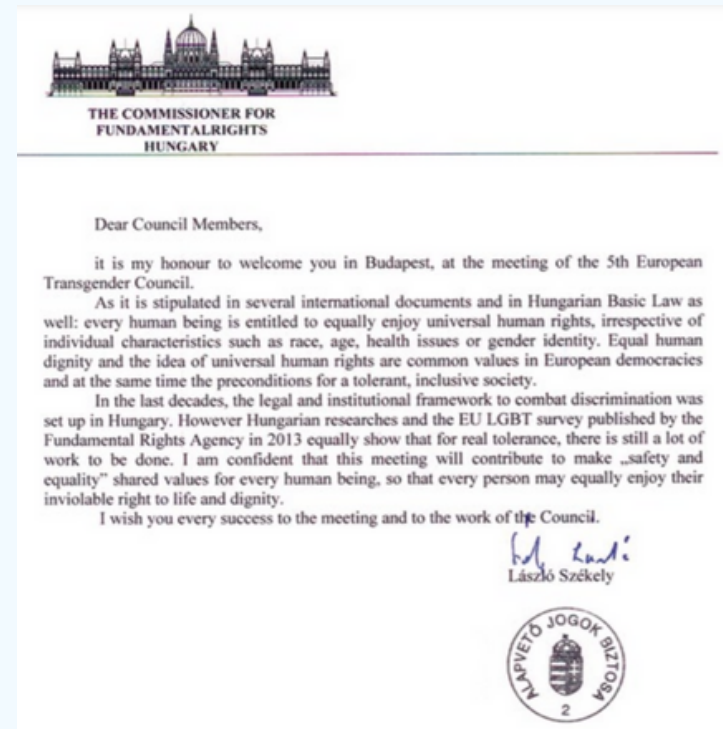 THE COMMISSIONER FOR
FUNDAMENTALRIGHTS
HUNGARY
Dear Council Members,
it is my honour to welcome you in Budapest, at the meeting of the 5th European
Transgender Council.
As it is stipulated in several international documents and in Hungarian Basic Law as
well: every human being is entitled to equally enjoy universal human rights, irrespective of
individual characteristics such as race, age, health issues or gender identity. Equal human
dignity and the idea of universal human rights are common values in European democracies
and at the same time the preconditions for a tolerant, inclusive society.
In the last decades, the legal and institutional framework to combat discrimination was
set up in Hungary. However Hungarian researches and the EU LGBT survey published by the
Fundamental Rights Agency in 2013 equally show that for real tolerance, there is still a lot of
work to be done. I am confident that this meeting will contribute to make „safety and
equality” shared values for every human being, so that every person may equally enjoy their
inviolable right to life and dignity.
I wish you every success to the meeting and to the work of the Council.
László Székely
ALAPVETŐ JOGOK BIZTOSA
2